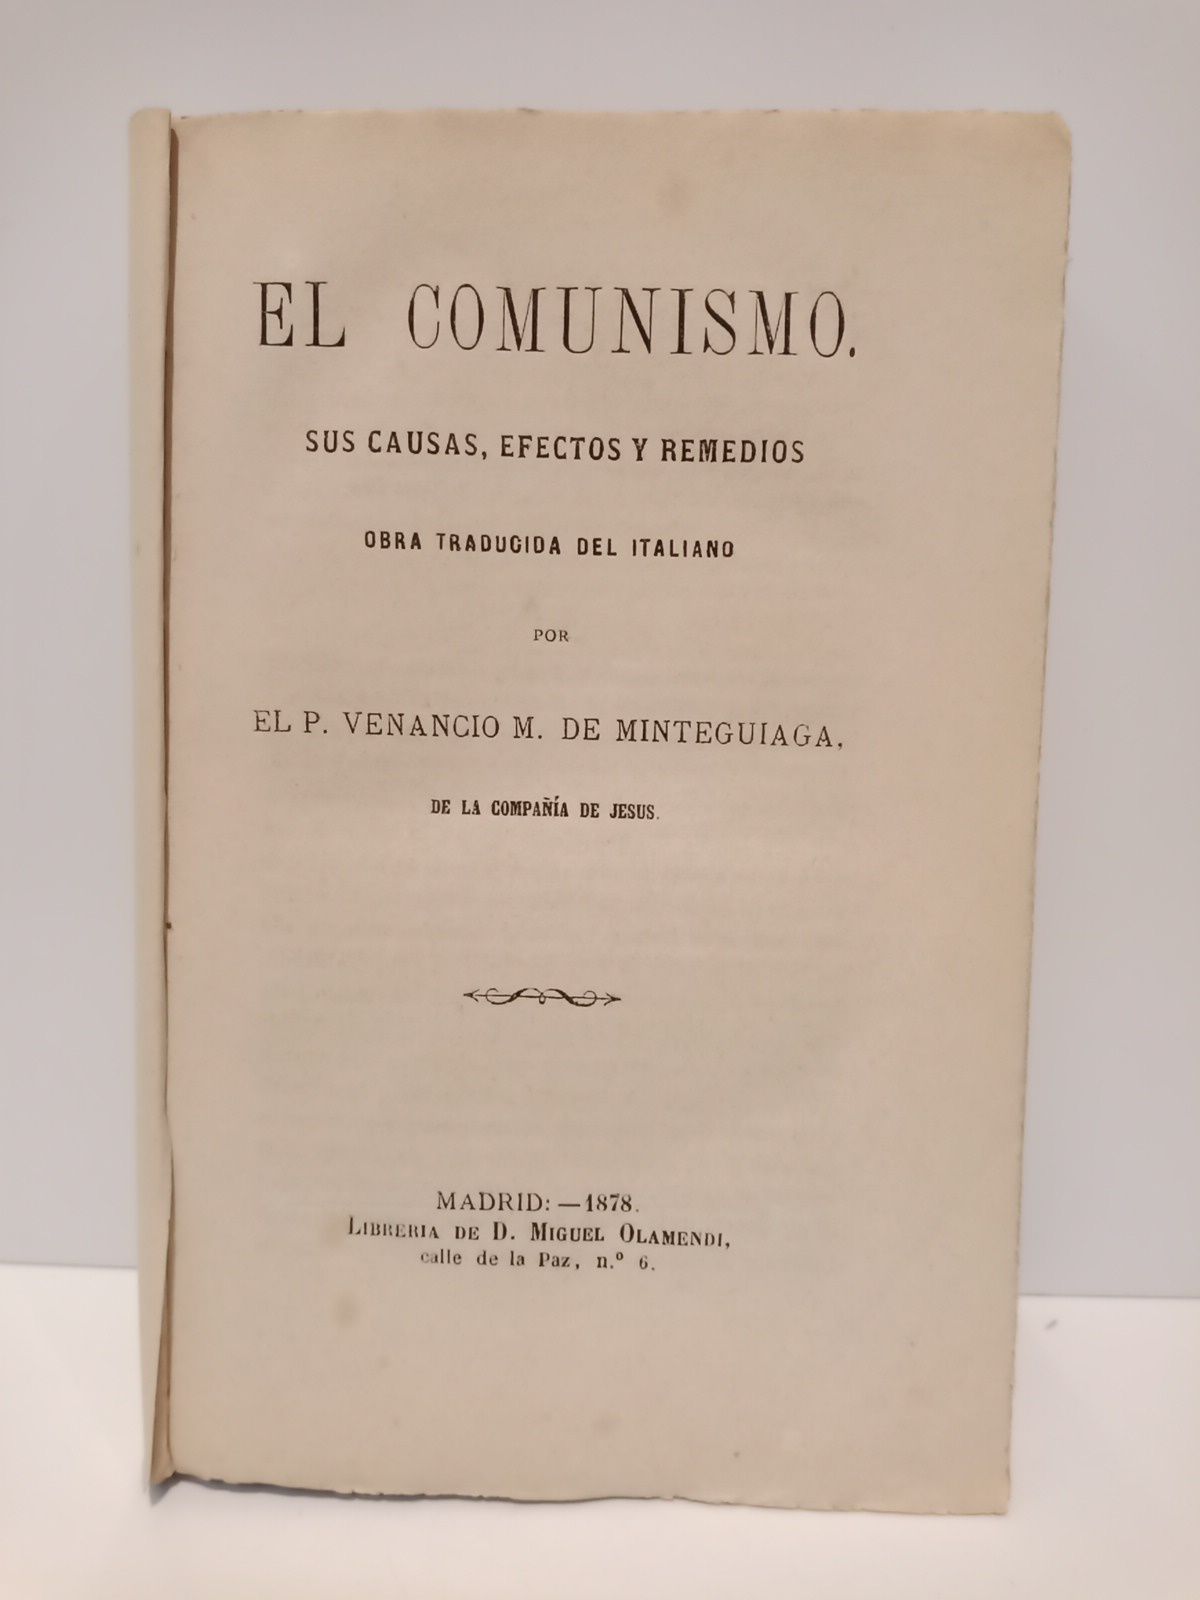 EL COMUNISMO.
SUS CAUSAS, EFECTOS Y REMEDIOS
OBRA TRADUCIDA DEL ITALIANO
POR
EL P. VENANCIO M. DE MINTEGUIAGA,
DE LA COMPAÑÍA DE JESUS.
MADRID:—1878.
LIBRERIA DE D. MIGUEL OLAMENDI,
calle de la Paz, n.º 6.